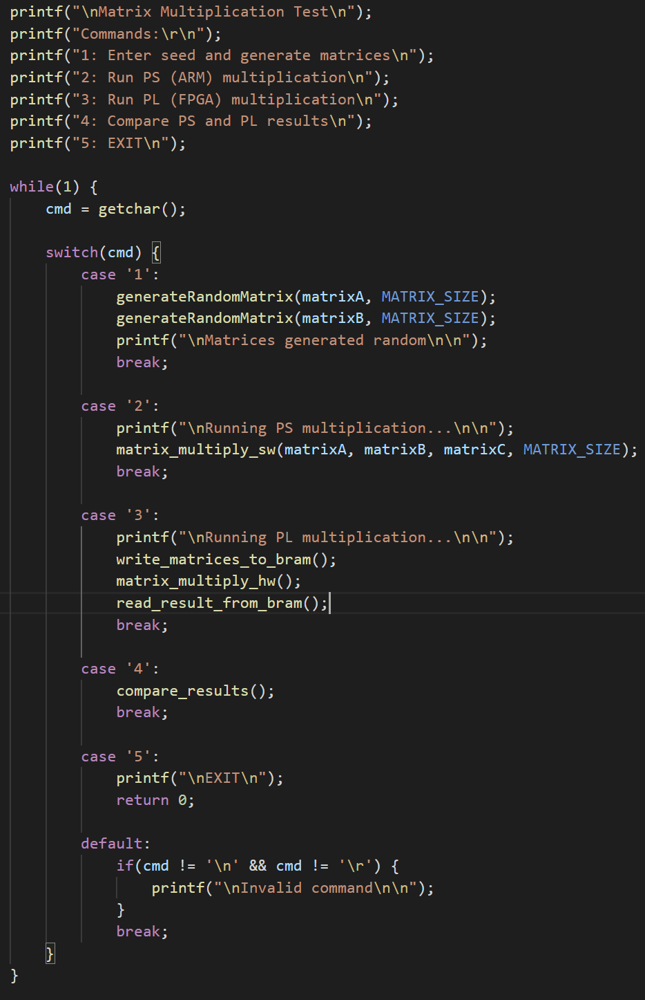 printf("\nMatrix Multiplication Test\n");
printf("Commands:\r\n");
printf("1: Enter seed and generate matrices\n");
printf("2: Run PS (ARM) multiplication\n");
printf("3: Run PL (FPGA) multiplication\n");
printf("4: Compare PS and PL results\n");
printf("5: EXIT\n");

while(1) {
    cmd = getchar();

    switch(cmd) {
        case '1':
            generateRandomMatrix(matrixA, MATRIX_SIZE);
            generateRandomMatrix(matrixB, MATRIX_SIZE);
            printf("\nMatrices generated random\n\n");
            break;

        case '2':
            printf("\nRunning PS multiplication...\n\n");
            matrix_multiply_sw(matrixA, matrixB, matrixC, MATRIX_SIZE);
            break;

        case '3':
            printf("\nRunning PL multiplication...\n\n");
            write_matrices_to_bram();
            matrix_multiply_hw();
            read_result_from_bram();
            break;

        case '4':
            compare_results();
            break;

        case '5':
            printf("\nEXIT\n");
            return 0;

        default:
            if(cmd != '\n' && cmd != '\r') {
                printf("\nInvalid command\n\n");
            }
            break;
    }
}